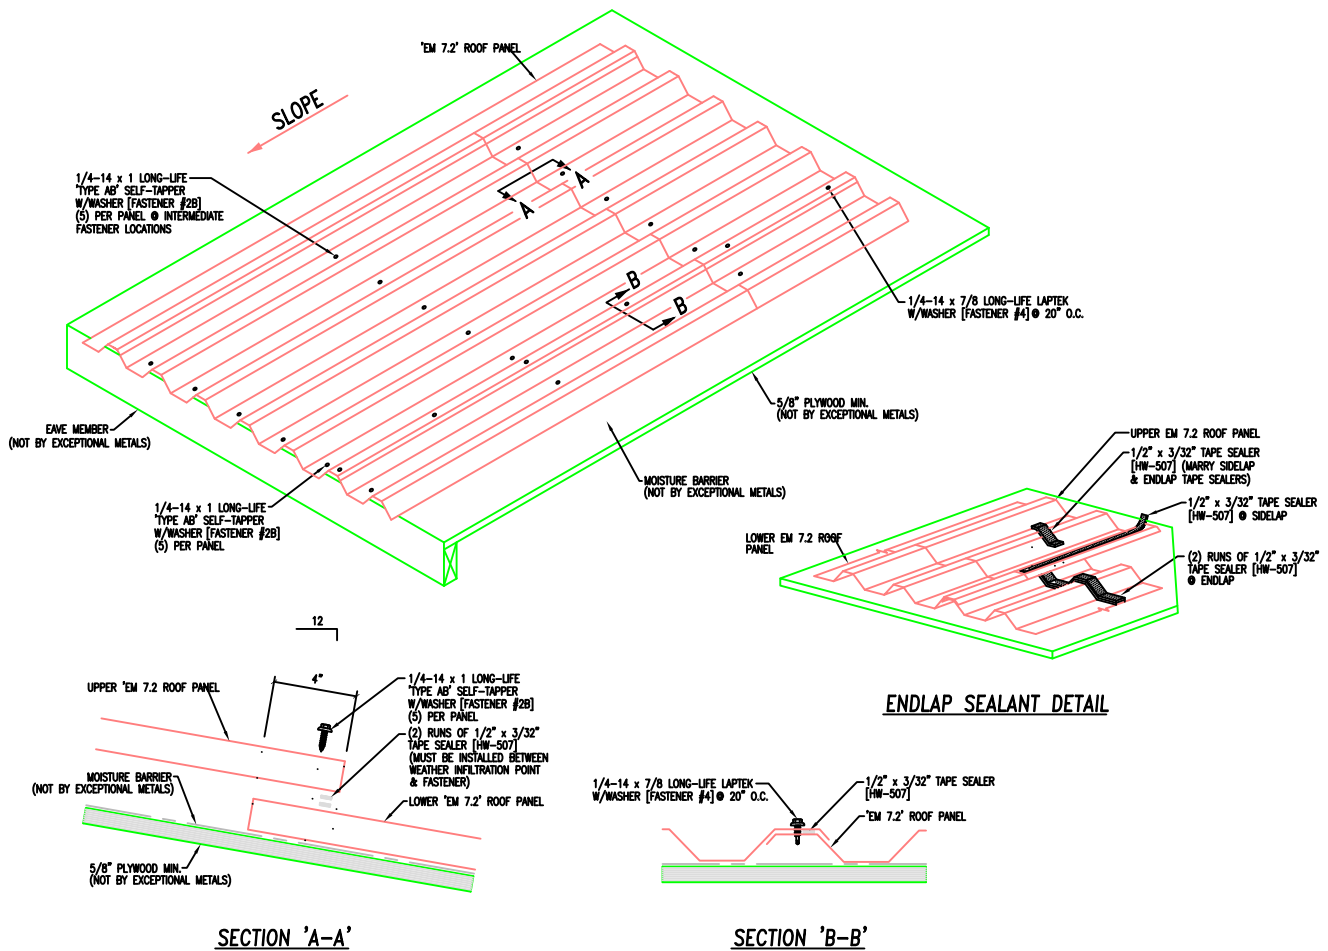 'EM 7.2' ROOF PANEL
SLOPE
1/4-14 x 1 LONG-LIFE
'TYPE AB' SELF-TAPPER
W/WASHER [FASTENER #2B]
(5) PER PANEL @ INTERMEDIATE
FASTENER LOCATIONS
A
A
B
B
1/4-14 x 7/8 LONG-LIFE LAPTEK
W/WASHER [FASTENER #4] @ 20" O.C.
5/8" PLYWOOD MIN.
(NOT BY EXCEPTIONAL METALS)
EAVE MEMBER
(NOT BY EXCEPTIONAL METALS)
MOISTURE BARRIER
(NOT BY EXCEPTIONAL METALS)
1/4-14 x 1 LONG-LIFE
'TYPE AB' SELF-TAPPER
W/WASHER [FASTENER #2B]
(5) PER PANEL
UPPER EM 7.2 ROOF PANEL
1/2" x 3/32" TAPE SEALER
[HW-507] (MARRY SIDELAP
& ENDLAP TAPE SEALERS)
1/2" x 3/32" TAPE SEALER
[HW-507] @ SIDELAP
LOWER EM 7.2 ROOF
PANEL
(2) RUNS OF 1/2" x 3/32"
TAPE SEALER [HW-507]
@ ENDLAP
ENDLAP SEALANT DETAIL
12
4"
UPPER 'EM 7.2 ROOF PANEL
1/4-14 x 1 LONG-LIFE
'TYPE AB' SELF-TAPPER
W/WASHER [FASTENER #2B]
(5) PER PANEL
(2) RUNS OF 1/2" x 3/32"
TAPE SEALER [HW-507]
(MUST BE INSTALLED BETWEEN
WEATHER INFILTRATION POINT
& FASTENER)
MOISTURE BARRIER
(NOT BY EXCEPTIONAL METALS)
LOWER 'EM 7.2' ROOF PANEL
5/8" PLYWOOD MIN.
(NOT BY EXCEPTIONAL METALS)
SECTION 'A-A'
1/4-14 x 7/8 LONG-LIFE LAPTEK
W/WASHER [FASTENER #4] @ 20" O.C.
1/2" x 3/32" TAPE SEALER
[HW-507]
'EM 7.2' ROOF PANEL
SECTION 'B-B'